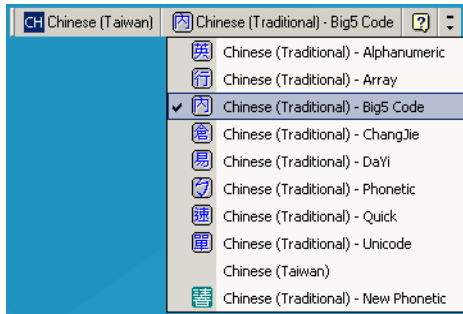 CH Chinese (Taiwan) 內 Chinese (Traditional) - Big5 Code ?
英 Chinese (Traditional) - Alphanumeric
行 Chinese (Traditional) - Array
內 Chinese (Traditional) - Big5 Code
倉 Chinese (Traditional) - ChangJie
易 Chinese (Traditional) - DaYi
ㄅ Chinese (Traditional) - Phonetic
速 Chinese (Traditional) - Quick
單 Chinese (Traditional) - Unicode
Chinese (Taiwan)
Chinese (Traditional) - New Phonetic